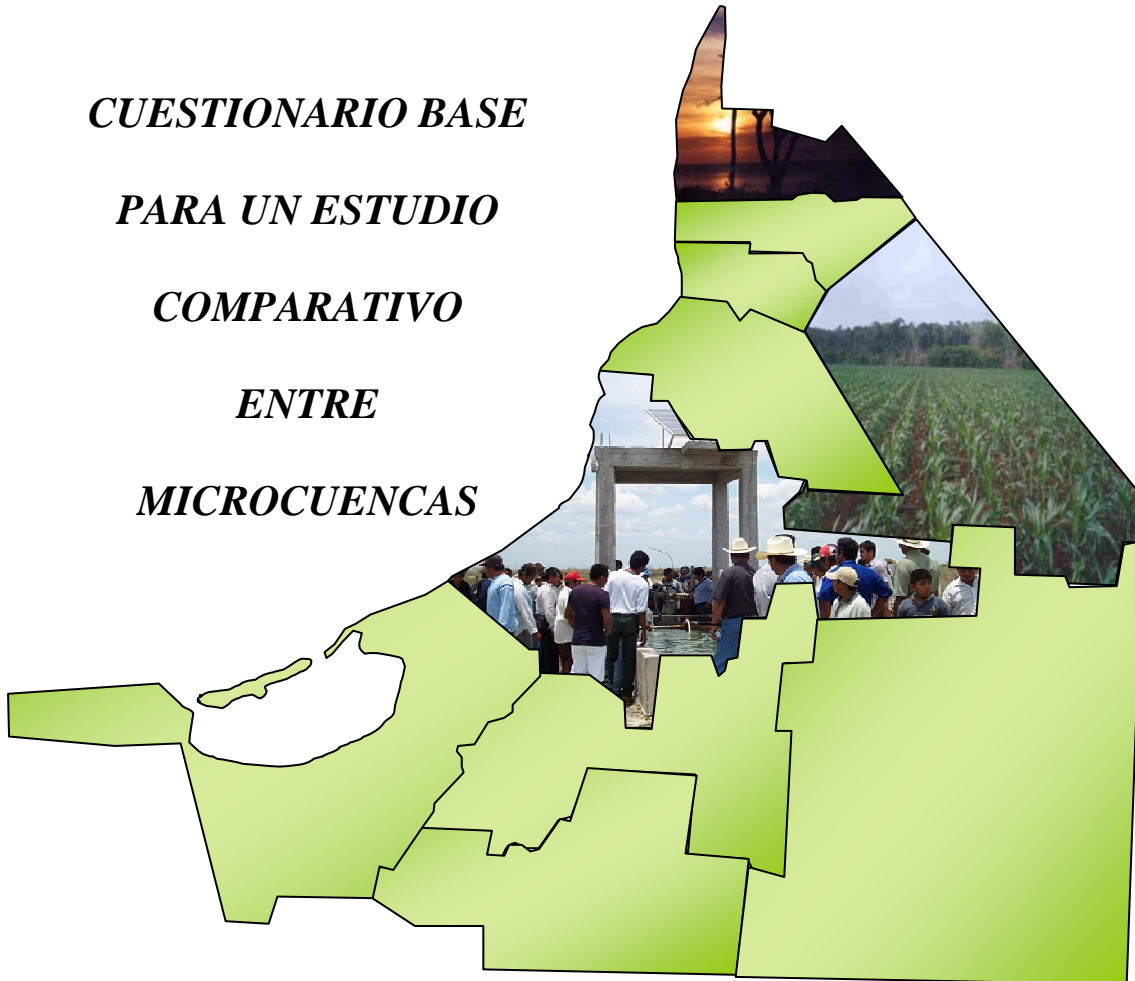 CUESTIONARIO BASE
PARA UN ESTUDIO
COMPARATIVO
ENTRE
MICROCUENCAS